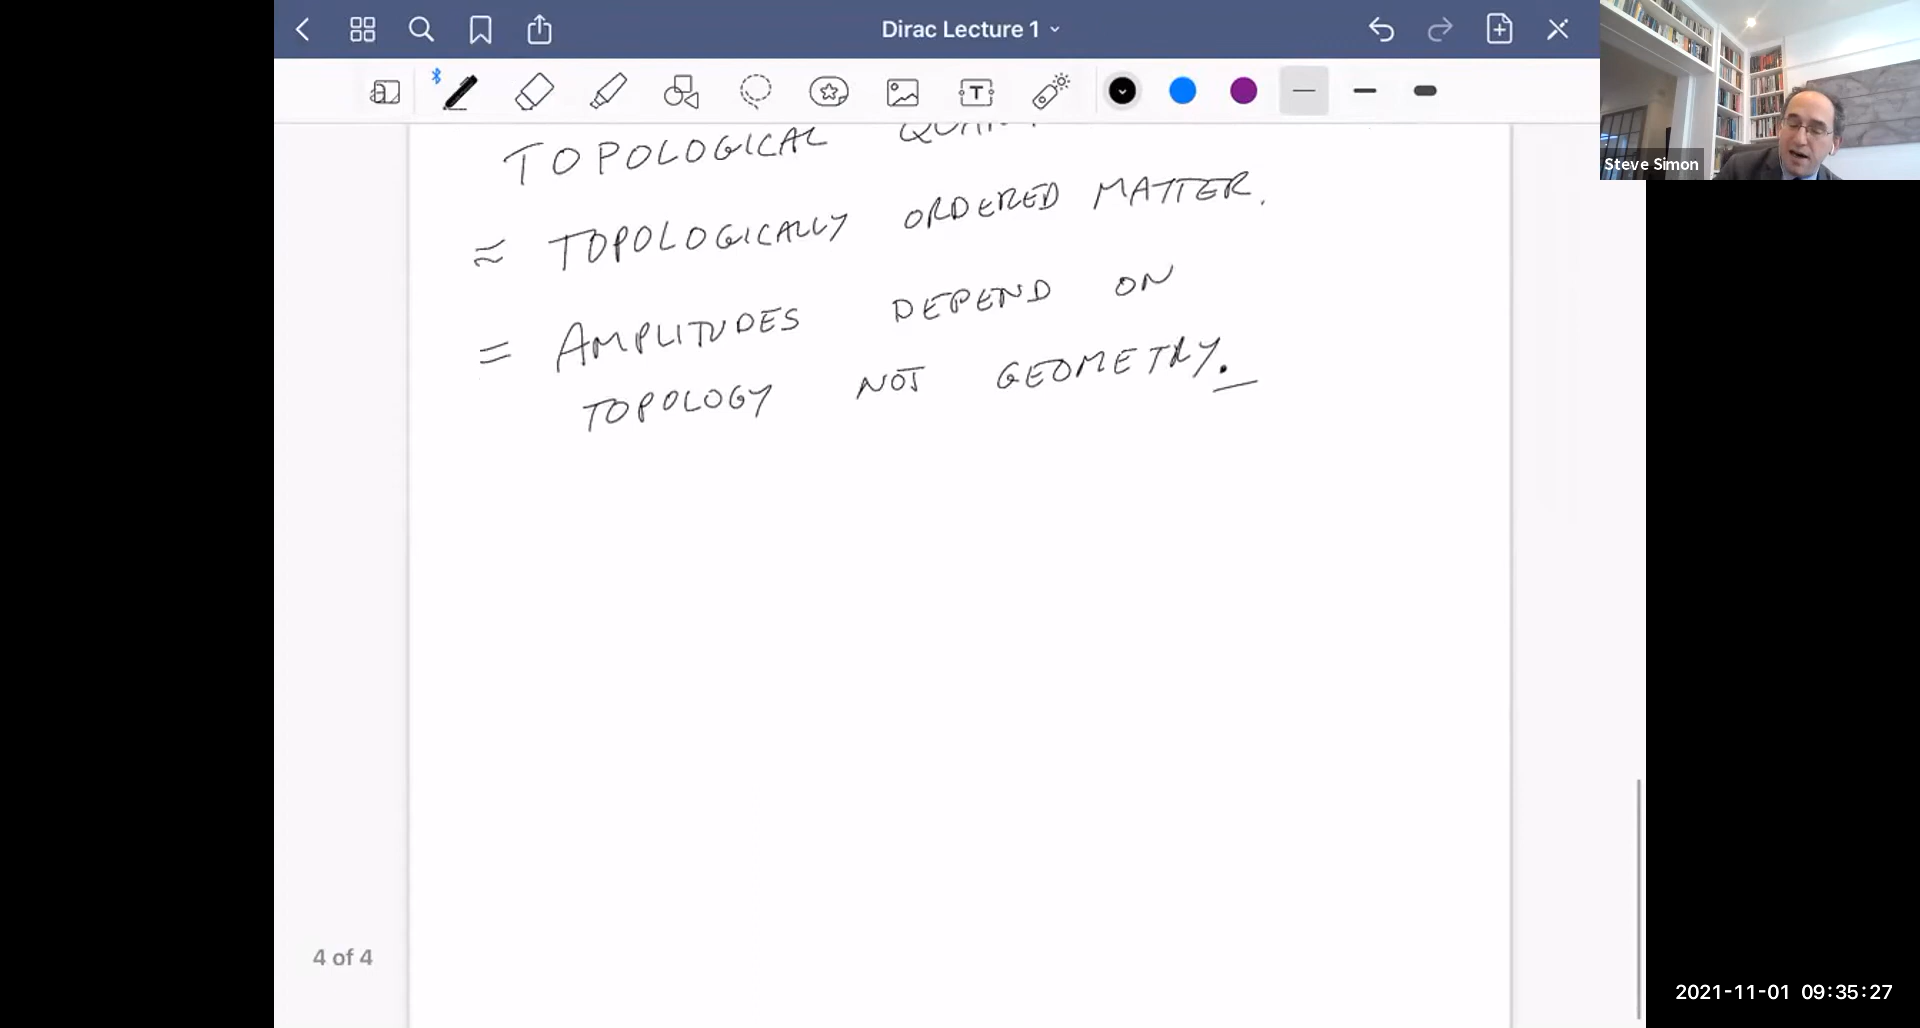 Dirac Lecture 1
Steve Simon
TOPOLOGICAL
≈ TOPOLOGICALLY ORDERED MATTER.
= AMPLITUDES DEPEND ON
TOPOLOGY NOT GEOMETRY.
4 of 4
2021-11-01 09:35:27